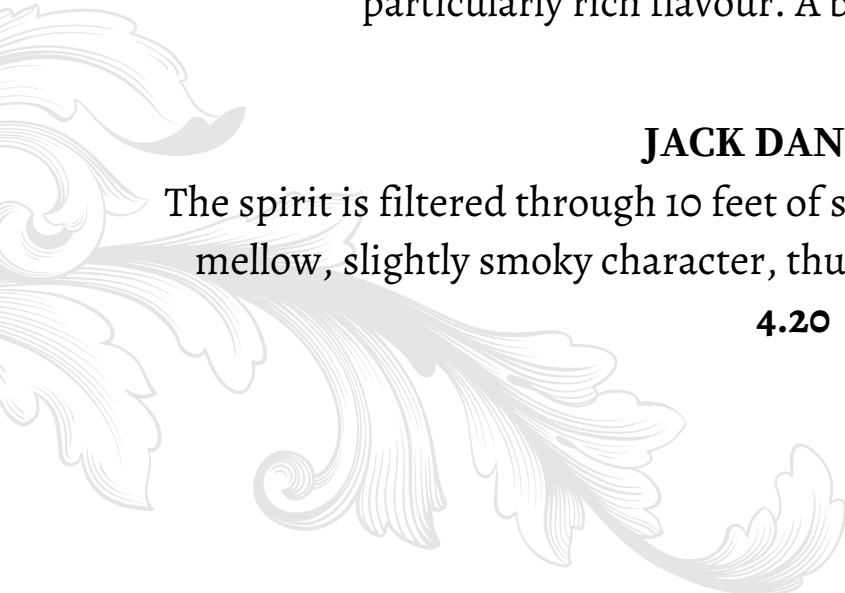 particularly rich flavour. A b
JACK DAN
The spirit is filtered through 10 feet of s
mellow, slightly smoky character, thu
4.20